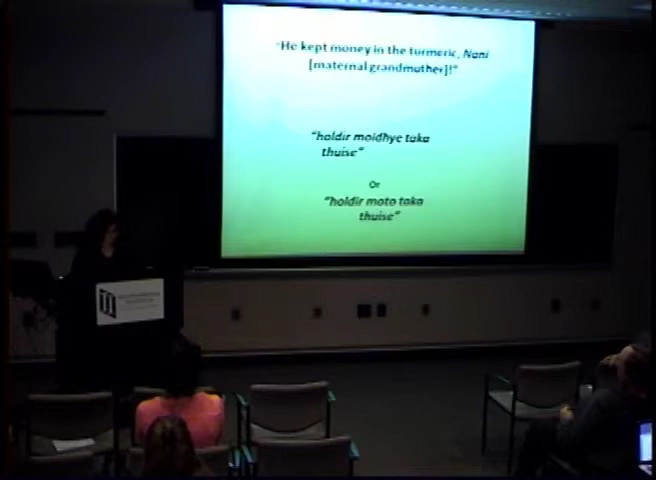 "He kept money in the turmeric, Nani
[maternal grandmother]!"
"holdir moidhye taka
thuise"
Or
"holdir moto taka
thuise"